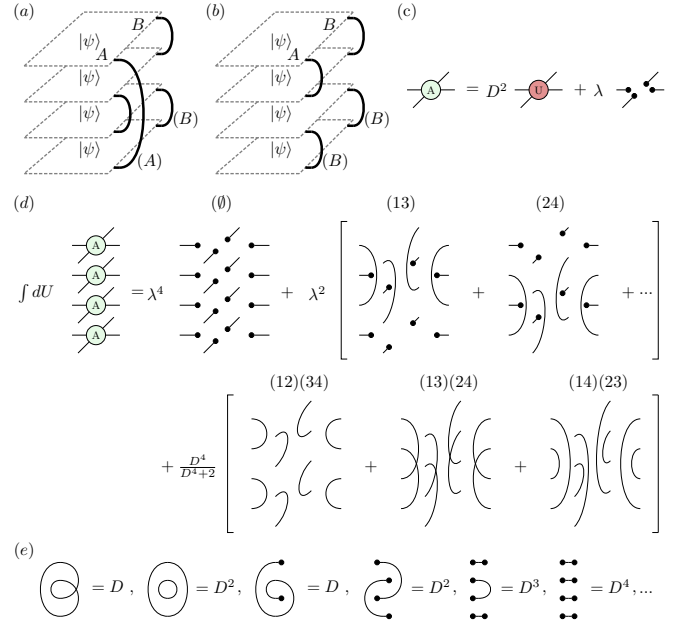 (a) (b) (c)
B B
|ψ⟩ |ψ⟩
A A
|ψ⟩ |ψ⟩
A = D² U + λ
|ψ⟩ |ψ⟩
(B) (B)
|ψ⟩ |ψ⟩
(A) (B)
(d) (∅) (13) (24)
A
A
∫ dU = λ⁴ + λ² + + ···
A
A
(12)(34) (13)(24) (14)(23)
+ D⁴/(D⁴+2) + +
(e)
= D , = D² , = D , = D² , = D³ , = D⁴ , ...